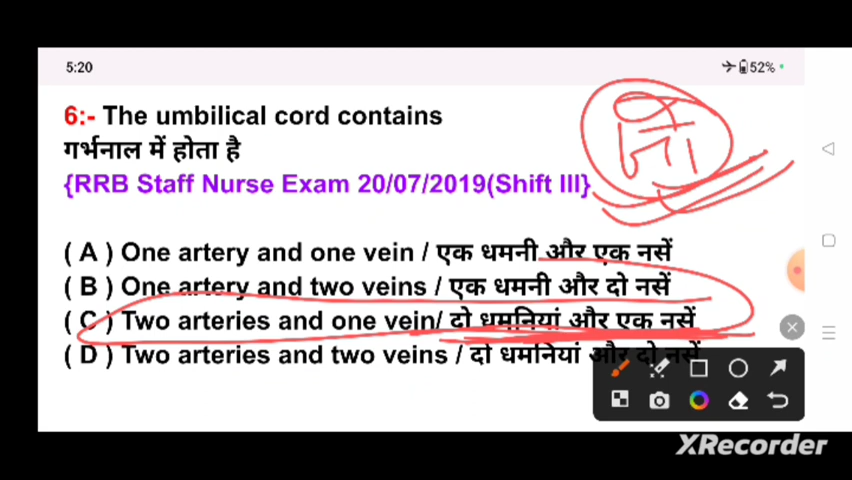 5:20
52%
6:- The umbilical cord contains
गर्भनाल में होता है
{RRB Staff Nurse Exam 20/07/2019(Shift III}
( A ) One artery and one vein / एक धमनी और एक नसें
( B ) One artery and two veins / एक धमनी और दो नसें
( C ) Two arteries and one vein/ दो धमनियां और एक नसें
( D ) Two arteries and two veins / दो धमनियां और दो नसें
XRecorder